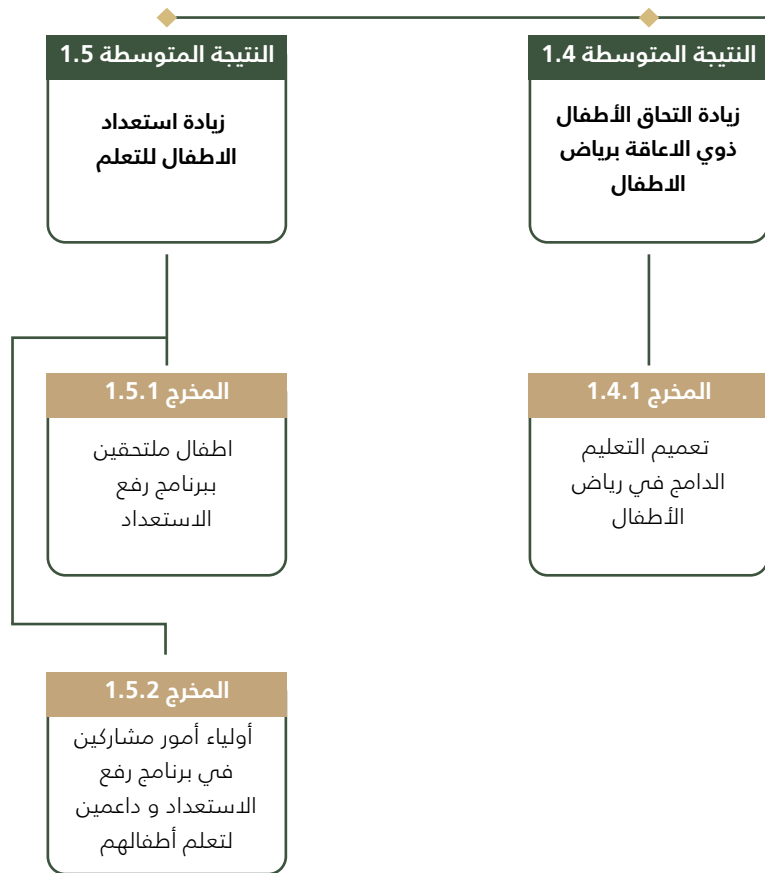 النتيجة المتوسطة 1.4
زيادة التحاق الأطفال
ذوي الاعاقة برياض
الاطفال
المخرج 1.4.1
تعميم التعليم
الدامج في رياض
الأطفال
النتيجة المتوسطة 1.5
زيادة استعداد
الاطفال للتعلم
المخرج 1.5.1
اطفال ملتحقين
ببرنامج رفع
الاستعداد
المخرج 1.5.2
أولياء أمور مشاركين
في برنامج رفع
الاستعداد و داعمين
لتعلم أطفالهم